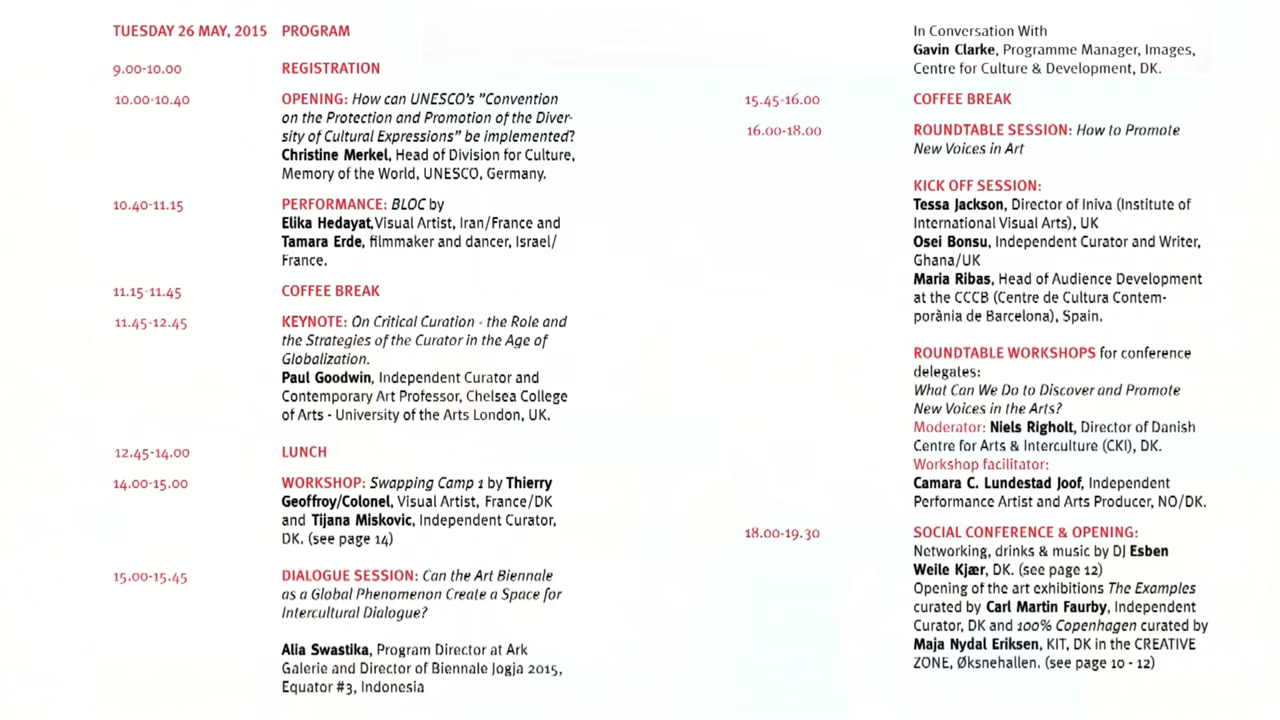 TUESDAY 26 MAY, 2015 PROGRAM
9.00-10.00 REGISTRATION
10.00-10.40 OPENING: How can UNESCO's "Convention
on the Protection and Promotion of the Diver-
sity of Cultural Expressions" be implemented?
Christine Merkel, Head of Division for Culture,
Memory of the World, UNESCO, Germany.
10.40-11.15 PERFORMANCE: BLOC by
Elika Hedayat,Visual Artist, Iran/France and
Tamara Erde, filmmaker and dancer, Israel/
France.
11.15-11.45 COFFEE BREAK
11.45-12.45 KEYNOTE: On Critical Curation - the Role and
the Strategies of the Curator in the Age of
Globalization.
Paul Goodwin, Independent Curator and
Contemporary Art Professor, Chelsea College
of Arts - University of the Arts London, UK.
12.45-14.00 LUNCH
14.00-15.00 WORKSHOP: Swapping Camp 1 by Thierry
Geoffroy/Colonel, Visual Artist, France/DK
and Tijana Miskovic, Independent Curator,
DK. (see page 14)
15.00-15.45 DIALOGUE SESSION: Can the Art Biennale
as a Global Phenomenon Create a Space for
Intercultural Dialogue?
Alia Swastika, Program Director at Ark
Galerie and Director of Biennale Jogja 2015,
Equator #3, Indonesia
In Conversation With
Gavin Clarke, Programme Manager, Images,
Centre for Culture & Development, DK.
15.45-16.00 COFFEE BREAK
16.00-18.00 ROUNDTABLE SESSION: How to Promote
New Voices in Art
KICK OFF SESSION:
Tessa Jackson, Director of Iniva (Institute of
International Visual Arts), UK
Osei Bonsu, Independent Curator and Writer,
Ghana/UK
Maria Ribas, Head of Audience Development
at the CCCB (Centre de Cultura Contem-
porània de Barcelona), Spain.
ROUNDTABLE WORKSHOPS for conference
delegates:
What Can We Do to Discover and Promote
New Voices in the Arts?
Moderator: Niels Righolt, Director of Danish
Centre for Arts & Interculture (CKI), DK.
Workshop facilitator:
Camara C. Lundestad Joof, Independent
Performance Artist and Arts Producer, NO/DK.
18.00-19.30 SOCIAL CONFERENCE & OPENING:
Networking, drinks & music by DJ Esben
Weile Kjær, DK. (see page 12)
Opening of the art exhibitions The Examples
curated by Carl Martin Faurby, Independent
Curator, DK and 100% Copenhagen curated by
Maja Nydal Eriksen, KIT, DK in the CREATIVE
ZONE, Øksnehallen. (see page 10 - 12)